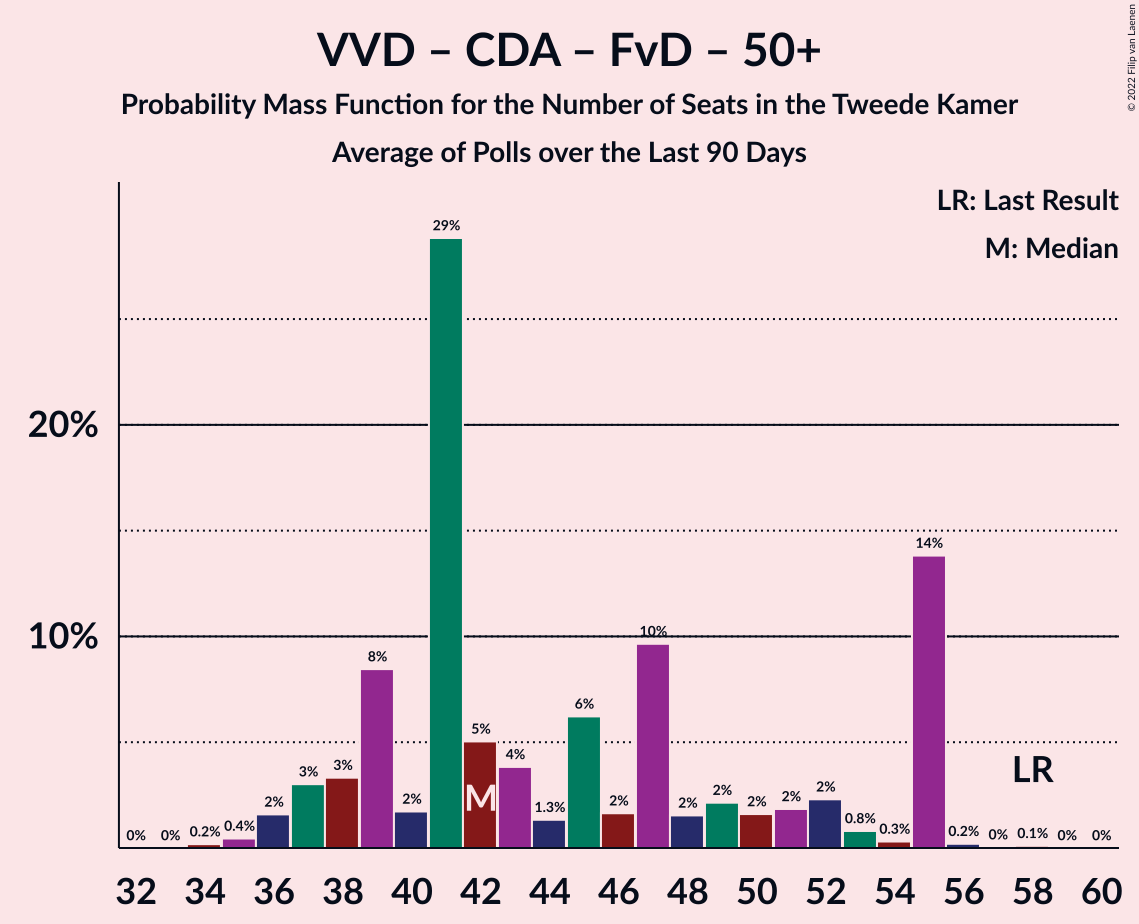 © 2022 Filip van Laenen
VVD – CDA – FvD – 50+
Probability Mass Function for the Number of Seats in the Tweede Kamer
Average of Polls over the Last 90 Days
LR: Last Result
M: Median
20%
10%
0% 0% 0.2% 0.4% 2% 3% 3% 8% 2% 29% 5% 4% 1.3% 6% 2% 10% 2% 2% 2% 2% 2% 0.8% 0.3% 14% 0.2% 0% 0.1% 0% 0%
M
LR
32 34 36 38 40 42 44 46 48 50 52 54 56 58 60